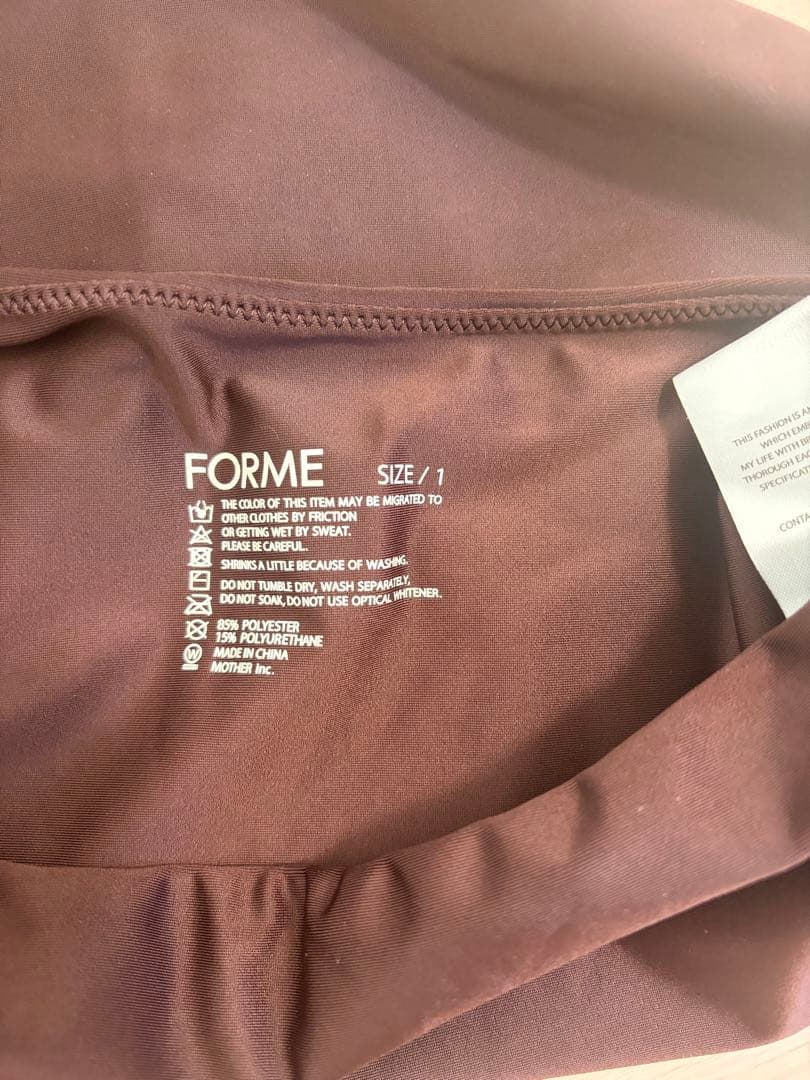 FORME SIZE / 1
THE COLOR OF THIS ITEM MAY BE MIGRATED TO
OTHER CLOTHES BY FRICTION
OR GETTING WET BY SWEAT.
PLEASE BE CAREFUL.
SHRINKS A LITTLE BECAUSE OF WASHING.
DO NOT TUMBLE DRY, WASH SEPARATELY,
DO NOT SOAK, DO NOT USE OPTICAL WHITENER.
85% POLYESTER
15% POLYURETHANE
W MADE IN CHINA
MOTHER Inc.
THIS FASHION IS
WHICH
MY LIFE WITH
THOROUGH